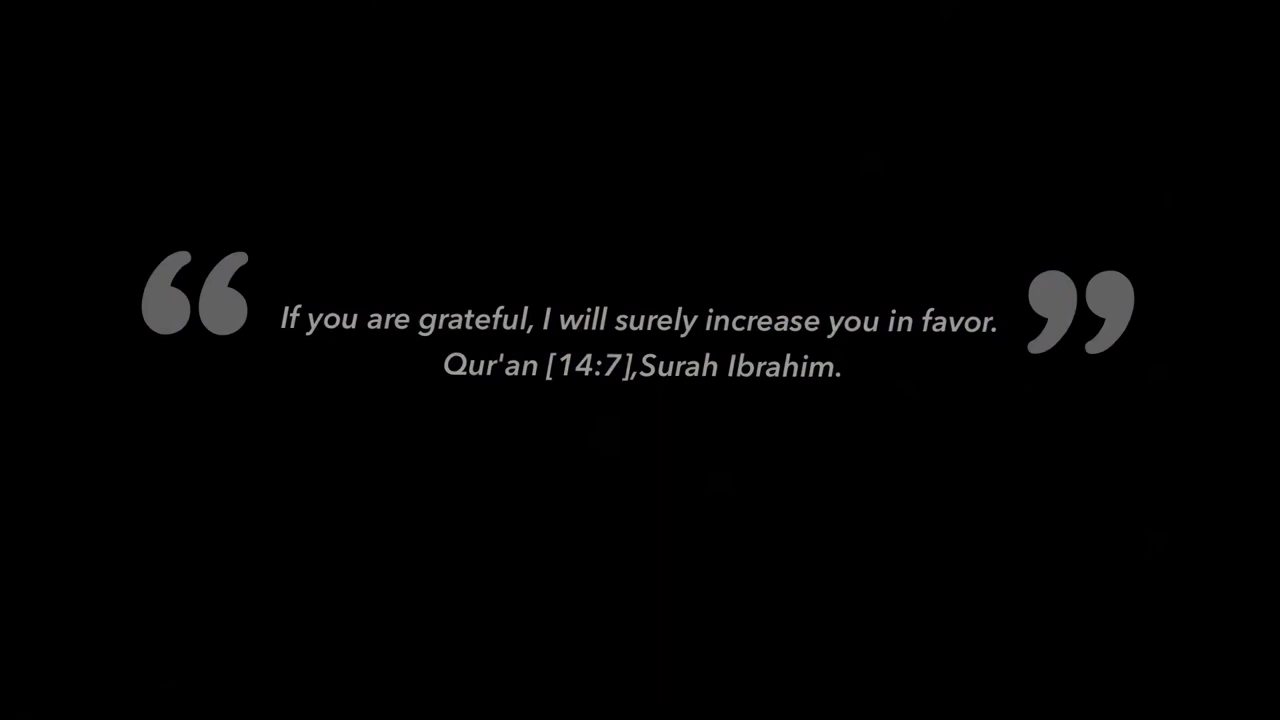 “ If you are grateful, I will surely increase you in favor. ”
Qur'an [14:7],Surah Ibrahim.